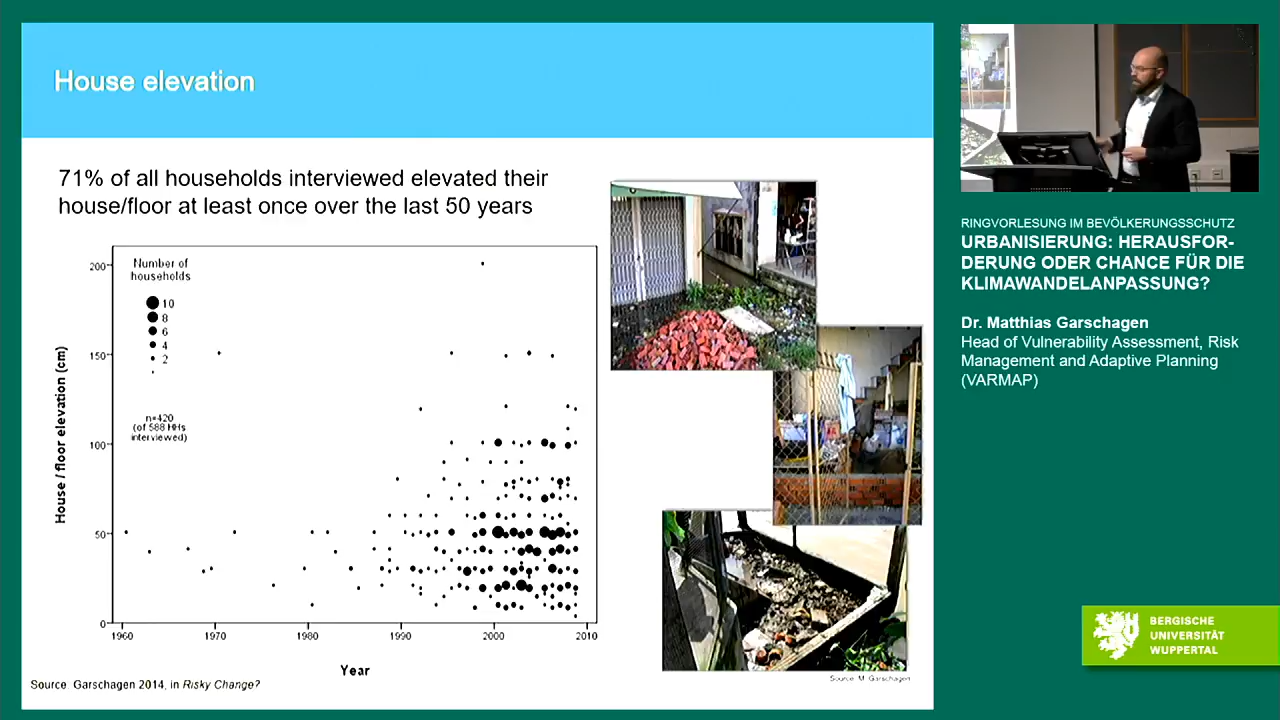 House elevation
71% of all households interviewed elevated their
house/floor at least once over the last 50 years
Number of
households
10
8
6
4
2
n=420
(of 588 HHs
interviewed)
House / floor elevation (cm)
200
150
100
50
0
1960
1970
1980
1990
2000
2010
Year
Source: Garschagen 2014, in Risky Change?
Source: M. Garschagen
RINGVORLESUNG IM BEVÖLKERUNGSSCHUTZ
URBANISIERUNG: HERAUSFOR-
DERUNG ODER CHANCE FÜR DIE
KLIMAWANDELANPASSUNG?
Dr. Matthias Garschagen
Head of Vulnerability Assessment, Risk
Management and Adaptive Planning
(VARMAP)
BERGISCHE
UNIVERSITÄT
WUPPERTAL